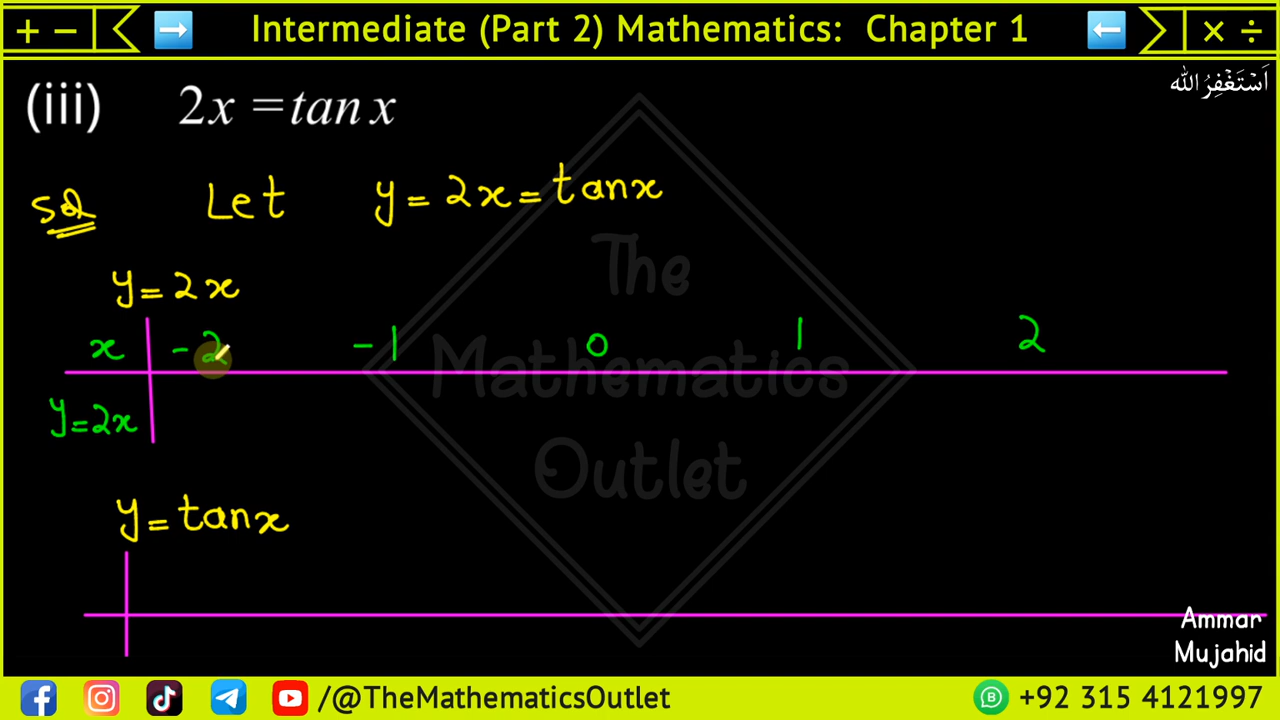 + − Intermediate (Part 2) Mathematics: Chapter 1 × ÷
اَسْتَغْفِرُ اللّٰه
(iii) 2x = tan x
Sol Let y = 2x = tanx
y = 2x
x -2 -1 0 1 2
y = 2x
y = tanx
The
Mathematics
Outlet
Ammar
Mujahid
/@TheMathematicsOutlet +92 315 4121997